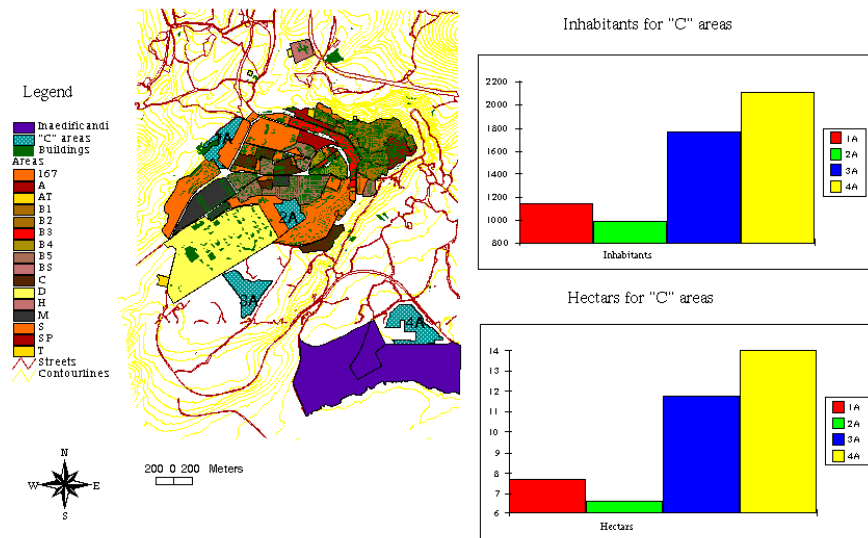 Legend
Inaedificandi
"C" areas
Buildings
Areas
167
A
AT
B1
B2
B3
B4
B5
BS
C
D
H
M
S
SP
T
Streets
Contourlines
N
W E
S
200 0 200 Meters
1A
2A
3A
4A
Inhabitants for "C" areas
2200
2000
1800
1600
1400
1200
1000
800
Inhabitants
1A
2A
3A
4A
Hectars for "C" areas
14
13
12
11
10
9
8
7
6
Hectars
1A
2A
3A
4A